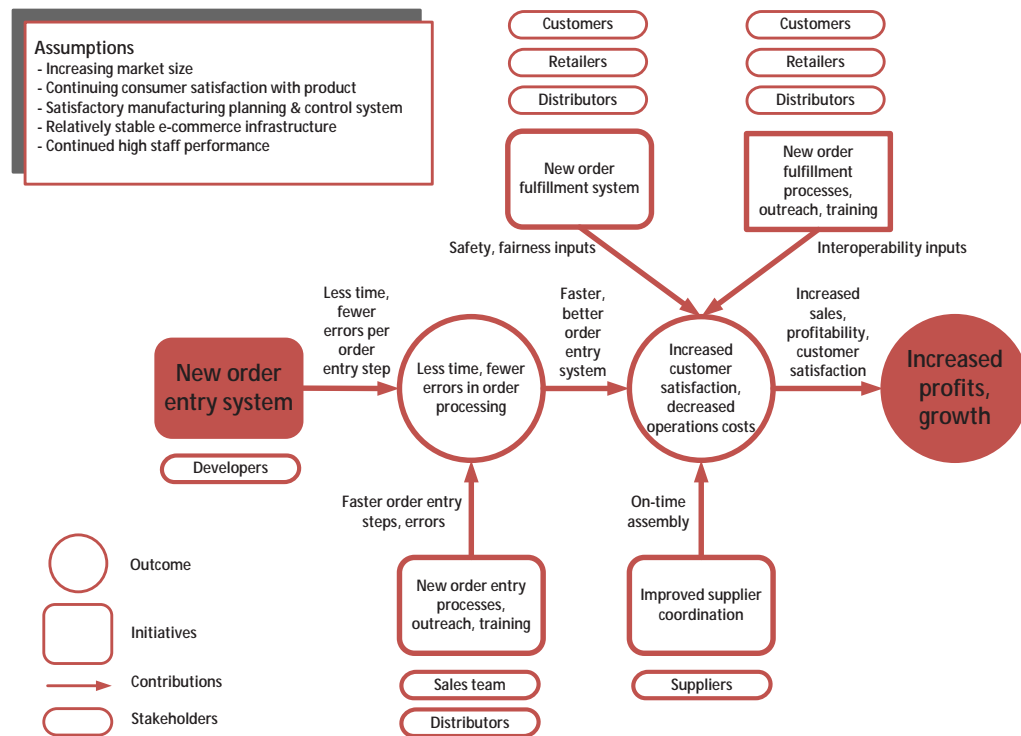 Assumptions
- Increasing market size
- Continuing consumer satisfaction with product
- Satisfactory manufacturing planning & control system
- Relatively stable e-commerce infrastructure
- Continued high staff performance
Customers
Retailers
Distributors
New order
fulfillment system
Customers
Retailers
Distributors
New order
fulfillment
processes,
outreach, training
Safety, fairness inputs
Interoperability inputs
New order
entry system
Developers
Less time,
fewer
errors per
order
entry step
Less time, fewer
errors in order
processing
Faster,
better
order
entry
system
Increased
customer
satisfaction,
decreased
operations costs
Increased
sales,
profitability,
customer
satisfaction
Increased
profits,
growth
Faster order entry
steps, errors
On-time
assembly
New order entry
processes,
outreach, training
Sales team
Distributors
Improved supplier
coordination
Suppliers
Outcome
Initiatives
Contributions
Stakeholders